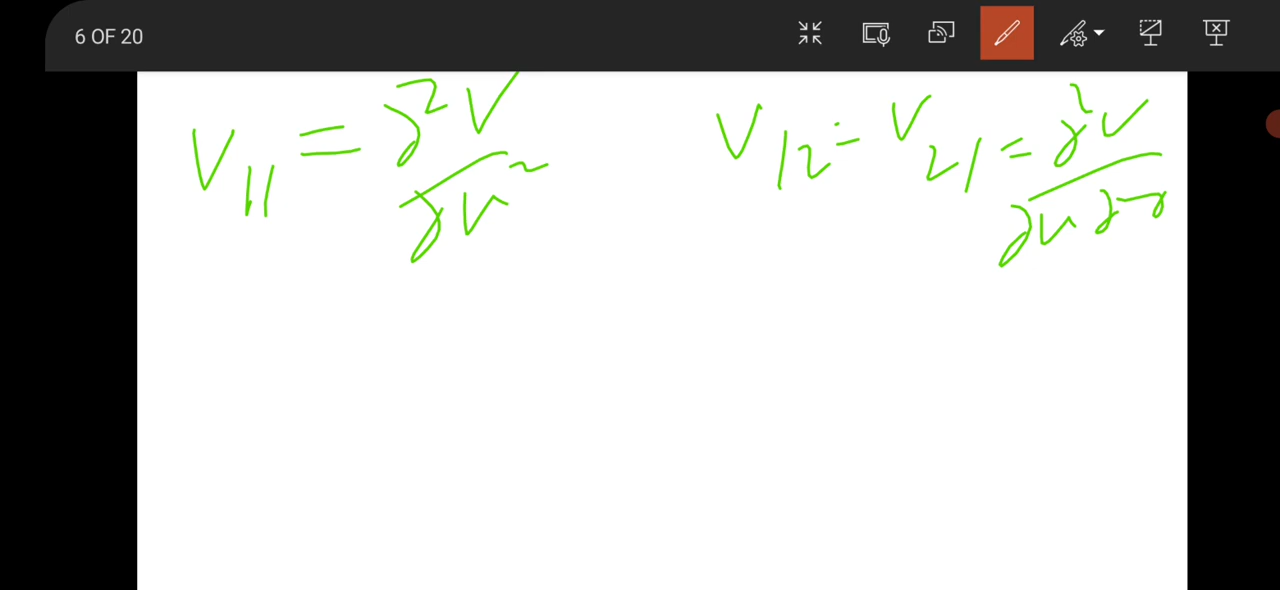 6 OF 20
V₁₁ = ∂²V/∂u²
V₁₂ = V₂₁ = ∂²V/∂u∂